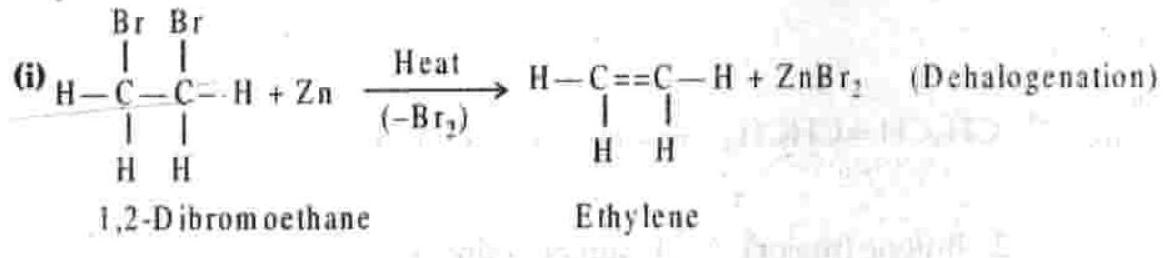 Br Br
(i) H—C—C—H + Zn Heat (–Br₂) → H—C==C—H + ZnBr₂ (Dehalogenation)
H H H H
1,2-Dibromoethane Ethylene